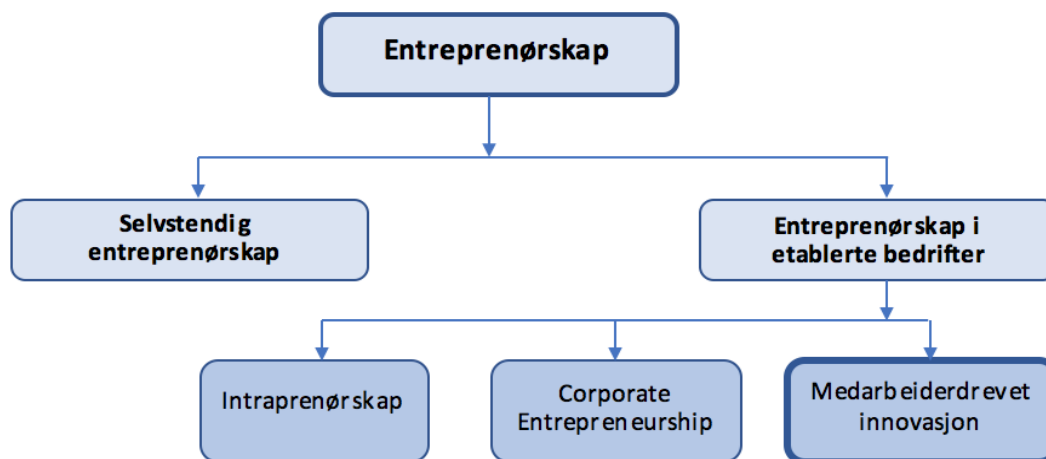 Entreprenørskap
Selvstendig
entreprenørskap
Entreprenørskap i
etablerte bedrifter
Intraprenørskap
Corporate
Entrepreneurship
Medarbeiderdrevet
innovasjon